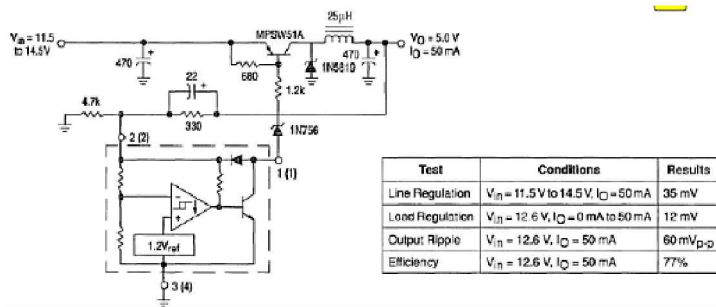 25µH
MPSW51A
Vin = 11.5
to 14.5V
VO = 5.0 V
IO = 50 mA
470
680
1N5819
470
1.2k
22
4.7k
330
1N756
2 (2)
1 (1)
1.2Vref
3 (4)
Test Conditions Results
Line Regulation Vin = 11.5 V to 14.5 V, IO = 50 mA 35 mV
Load Regulation Vin = 12.6 V, IO = 0 mA to 50 mA 12 mV
Output Ripple Vin = 12.6 V, IO = 50 mA 60 mVp-p
Efficiency Vin = 12.6 V, IO = 50 mA 77%